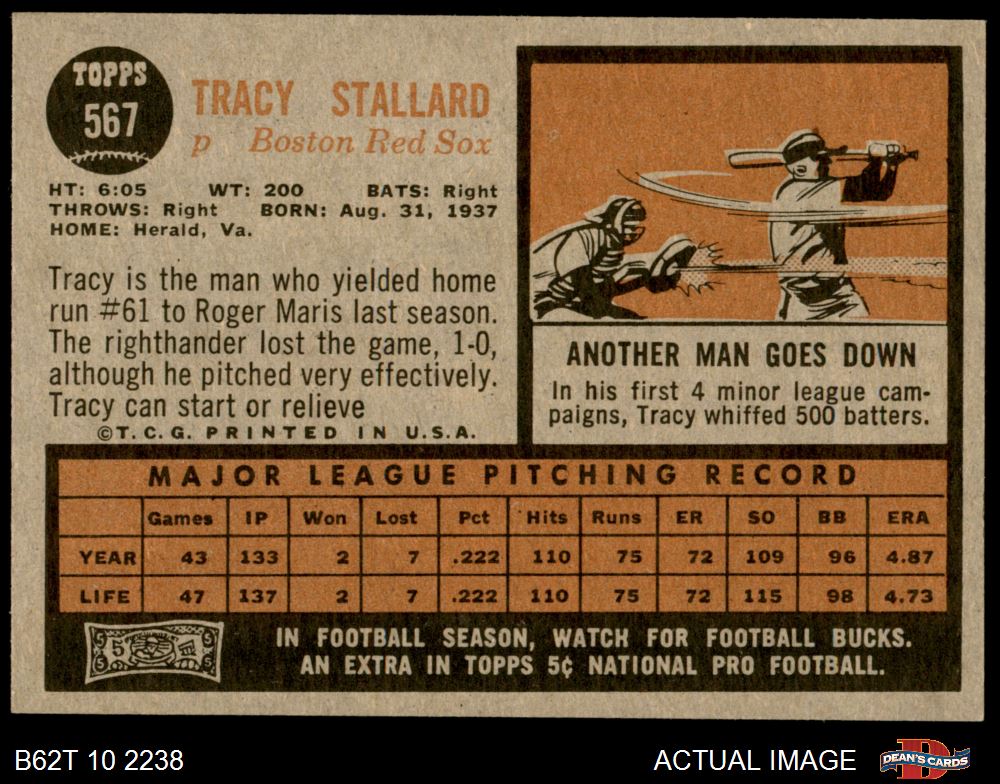 TOPPS
567
TRACY STALLARD
p Boston Red Sox
HT: 6:05 WT: 200 BATS: Right
THROWS: Right BORN: Aug. 31, 1937
HOME: Herald, Va.
Tracy is the man who yielded home
run #61 to Roger Maris last season.
The righthander lost the game, 1-0,
although he pitched very effectively.
Tracy can start or relieve
©T.C.G. PRINTED IN U.S.A.
ANOTHER MAN GOES DOWN
In his first 4 minor league cam-
paigns, Tracy whiffed 500 batters.
MAJOR LEAGUE PITCHING RECORD
Games IP Won Lost Pct Hits Runs ER SO BB ERA
YEAR 43 133 2 7 .222 110 75 72 109 96 4.87
LIFE 47 137 2 7 .222 110 75 72 115 98 4.73
5 5 5 5 5
IN FOOTBALL SEASON, WATCH FOR FOOTBALL BUCKS.
AN EXTRA IN TOPPS 5¢ NATIONAL PRO FOOTBALL.
B62T 10 2238
ACTUAL IMAGE
D
DEAN'S CARDS